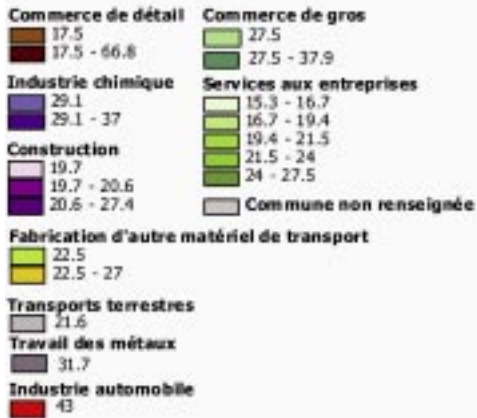 Commerce de détail
17.5
17.5 - 66.8
Industrie chimique
29.1
29.1 - 37
Construction
19.7
19.7 - 20.6
20.6 - 27.4
Commerce de gros
27.5
27.5 - 37.9
Services aux entreprises
15.3 - 16.7
16.7 - 19.4
19.4 - 21.5
21.5 - 24
24 - 27.5
Commune non renseignée
Fabrication d'autre matériel de transport
22.5
22.5 - 27
Transports terrestres
21.6
Travail des métaux
31.7
Industrie automobile
43